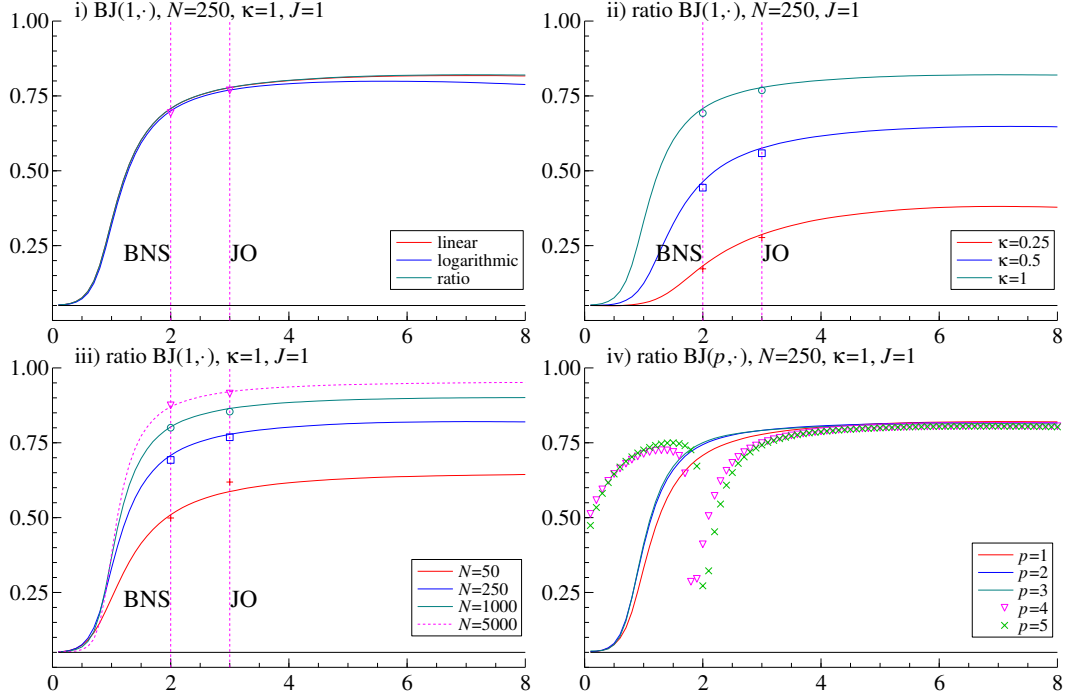 i) BJ(1,·), N=250, κ=1, J=1
1.00
0.75
0.50
0.25
BNS
JO
linear
logarithmic
ratio
0 2 4 6 8
ii) ratio BJ(1,·), N=250, J=1
1.00
0.75
0.50
0.25
BNS
JO
κ=0.25
κ=0.5
κ=1
0 2 4 6 8
iii) ratio BJ(1,·), κ=1, J=1
1.00
0.75
0.50
0.25
BNS
JO
N=50
N=250
N=1000
N=5000
0 2 4 6 8
iv) ratio BJ(p,·), N=250, κ=1, J=1
1.00
0.75
0.50
0.25
p=1
p=2
p=3
p=4
p=5
0 2 4 6 8